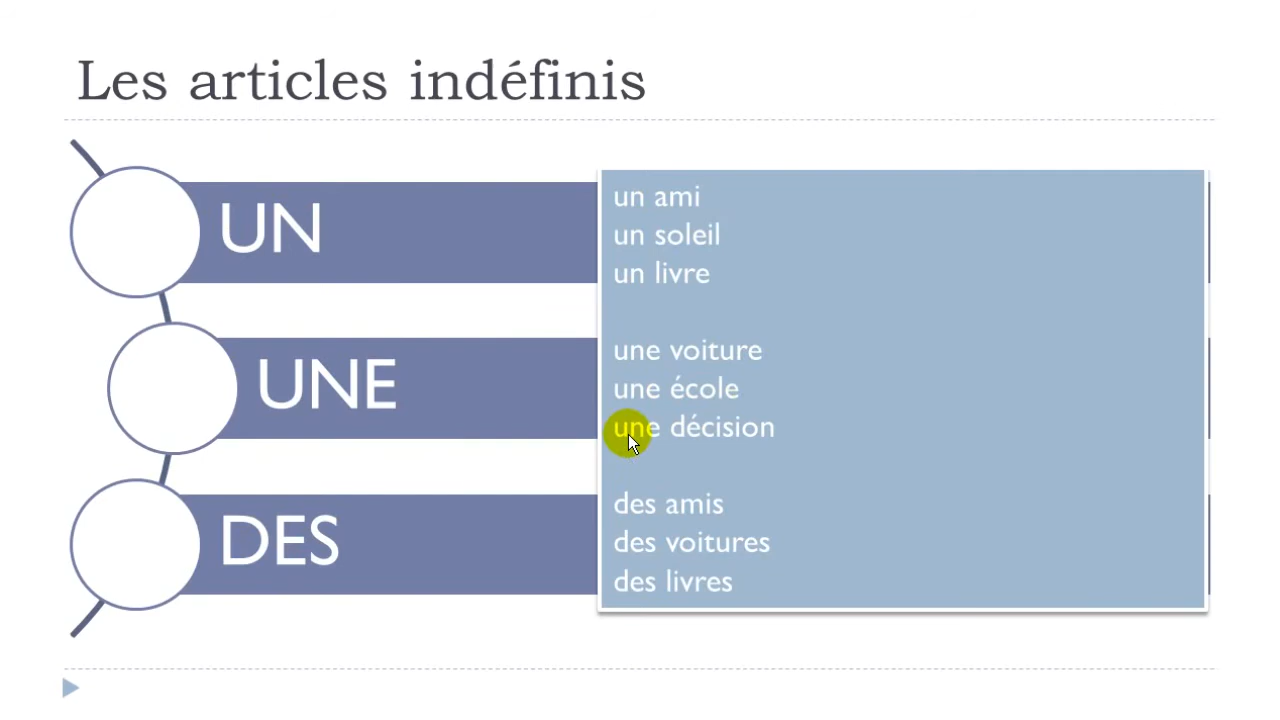 Les articles indéfinis
UN
UNE
DES
un ami
un soleil
un livre
une voiture
une école
une décision
des amis
des voitures
des livres